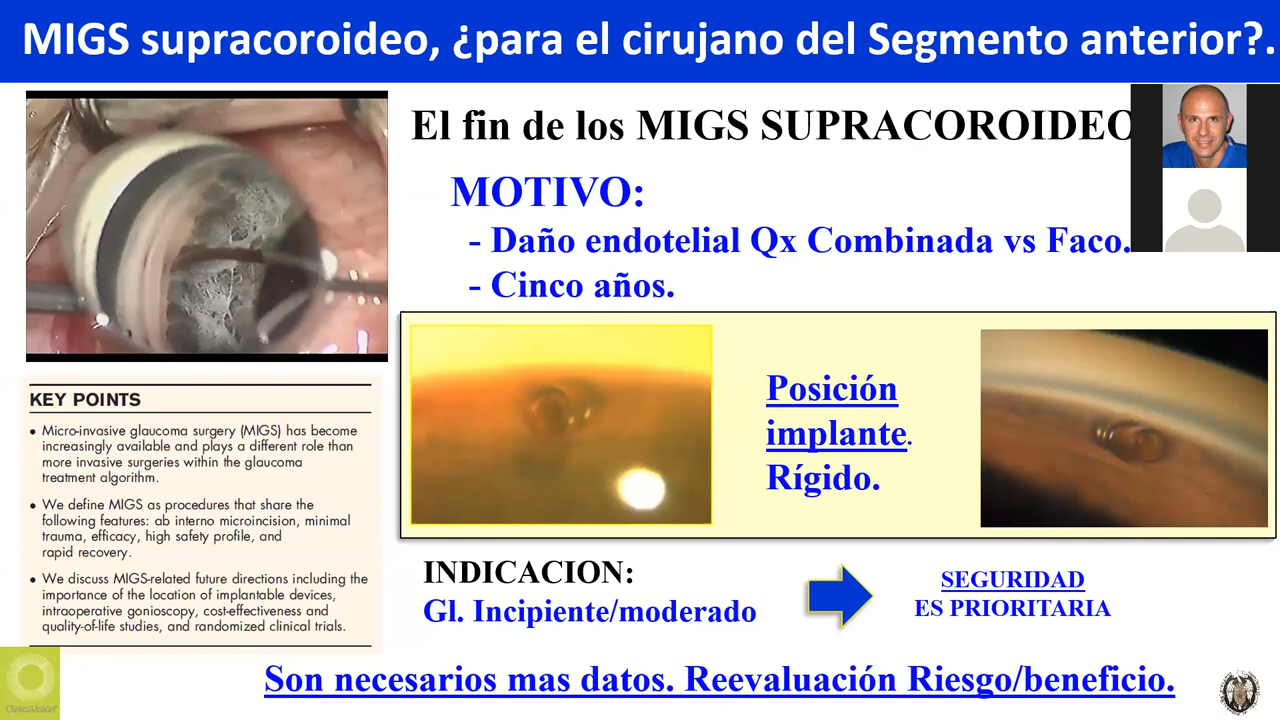 MIGS supracoroideo, ¿para el cirujano del Segmento anterior?.
El fin de los MIGS SUPRACOROIDEO
MOTIVO:
- Daño endotelial Qx Combinada vs Faco.
- Cinco años.
Posición
implante.
Rígido.
KEY POINTS
• Micro-invasive glaucoma surgery (MIGS) has become
increasingly available and plays a different role than
more invasive surgeries within the glaucoma
treatment algorithm.
• We define MIGS as procedures that share the
following features: ab interno microincision, minimal
trauma, efficacy, high safety profile, and
rapid recovery.
• We discuss MIGS-related future directions including the
importance of the location of implantable devices,
intraoperative gonioscopy, cost-effectiveness and
quality-of-life studies, and randomized clinical trials.
INDICACION:
Gl. Incipiente/moderado
SEGURIDAD
ES PRIORITARIA
Son necesarios mas datos. Reevaluación Riesgo/beneficio.